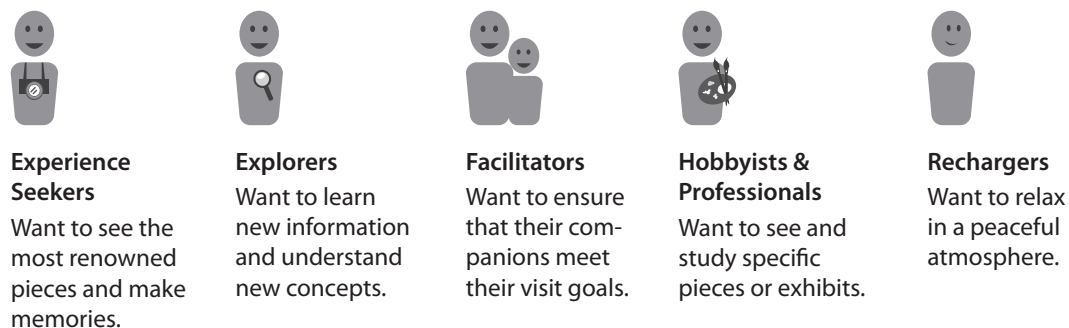 Experience
Seekers
Want to see the
most renowned
pieces and make
memories.
Explorers
Want to learn
new information
and understand
new concepts.
Facilitators
Want to ensure
that their com-
panions meet
their visit goals.
Hobbyists &
Professionals
Want to see and
study specific
pieces or exhibits.
Rechargers
Want to relax
in a peaceful
atmosphere.